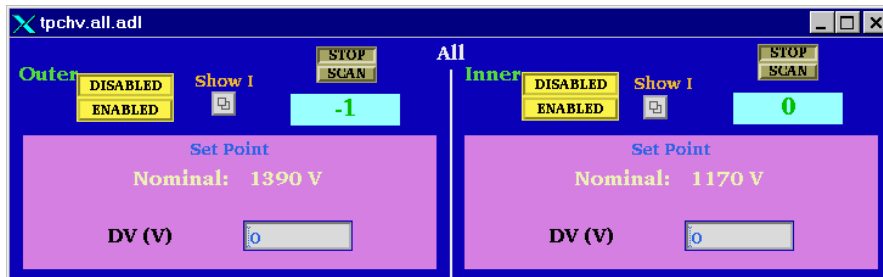 tpchv.all.adl
All
Outer
DISABLED
ENABLED
Show I
STOP
SCAN
-1
Set Point
Nominal: 1390 V
DV (V) 0
Inner
DISABLED
ENABLED
Show I
STOP
SCAN
0
Set Point
Nominal: 1170 V
DV (V) 0